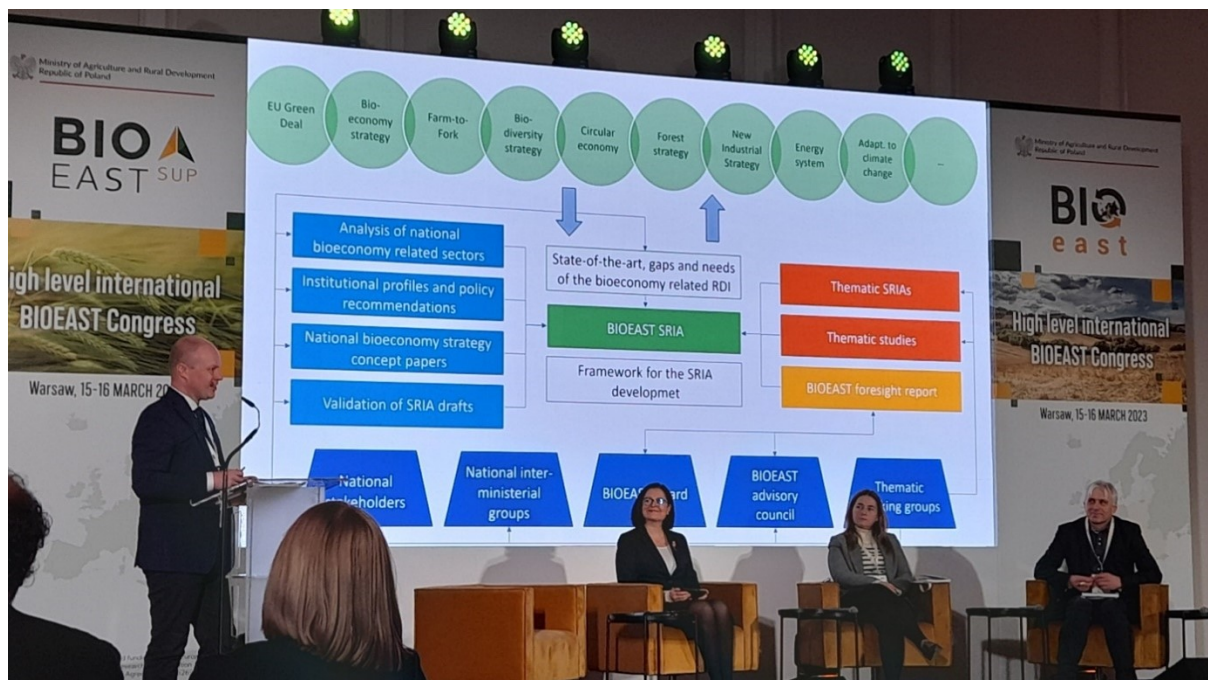 Ministry of Agriculture and Rural Development
Republic of Poland
BIO
EAST SUP
igh level international
BIOEAST Congress
Warsaw, 15-16 MARCH 20
EU Green
Deal
Bio-
economy
strategy
Farm-to-
Fork
Bio-
diversity
strategy
Circular
economy
Forest
strategy
New
Industrial
Strategy
Energy
system
Adapt. to
climate
change
...
Analysis of national
bioeconomy related sectors
Institutional profiles and policy
recommendations
National bioeconomy strategy
concept papers
Validation of SRIA drafts
State-of-the-art, gaps and needs
of the bioeconomy related RDI
BIOEAST SRIA
Framework for the SRIA
developmet
Thematic SRIAs
Thematic studies
BIOEAST foresight report
National
stakeholders
National inter-
ministerial
groups
BIOEAST
BIOEAST
advisory
council
Thematic
groups
Ministry of Agriculture and Rural Development
Republic of Poland
BIO
east
High level international
BIOEAST Congress
Warsaw, 15-16 MARCH 2023